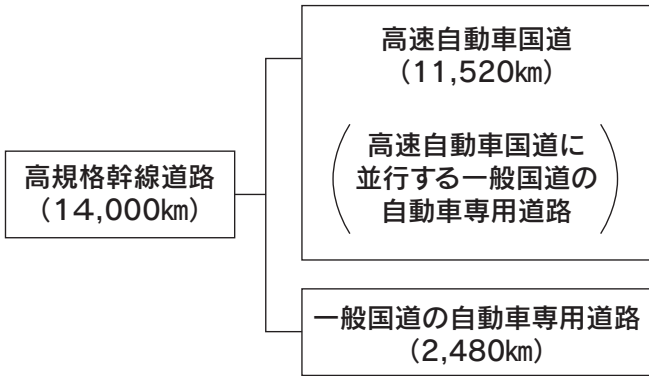 高規格幹線道路
（14,000㎞）
高速自動車国道
（11,520㎞）
（高速自動車国道に
並行する一般国道の
自動車専用道路）
一般国道の自動車専用道路
（2,480㎞）